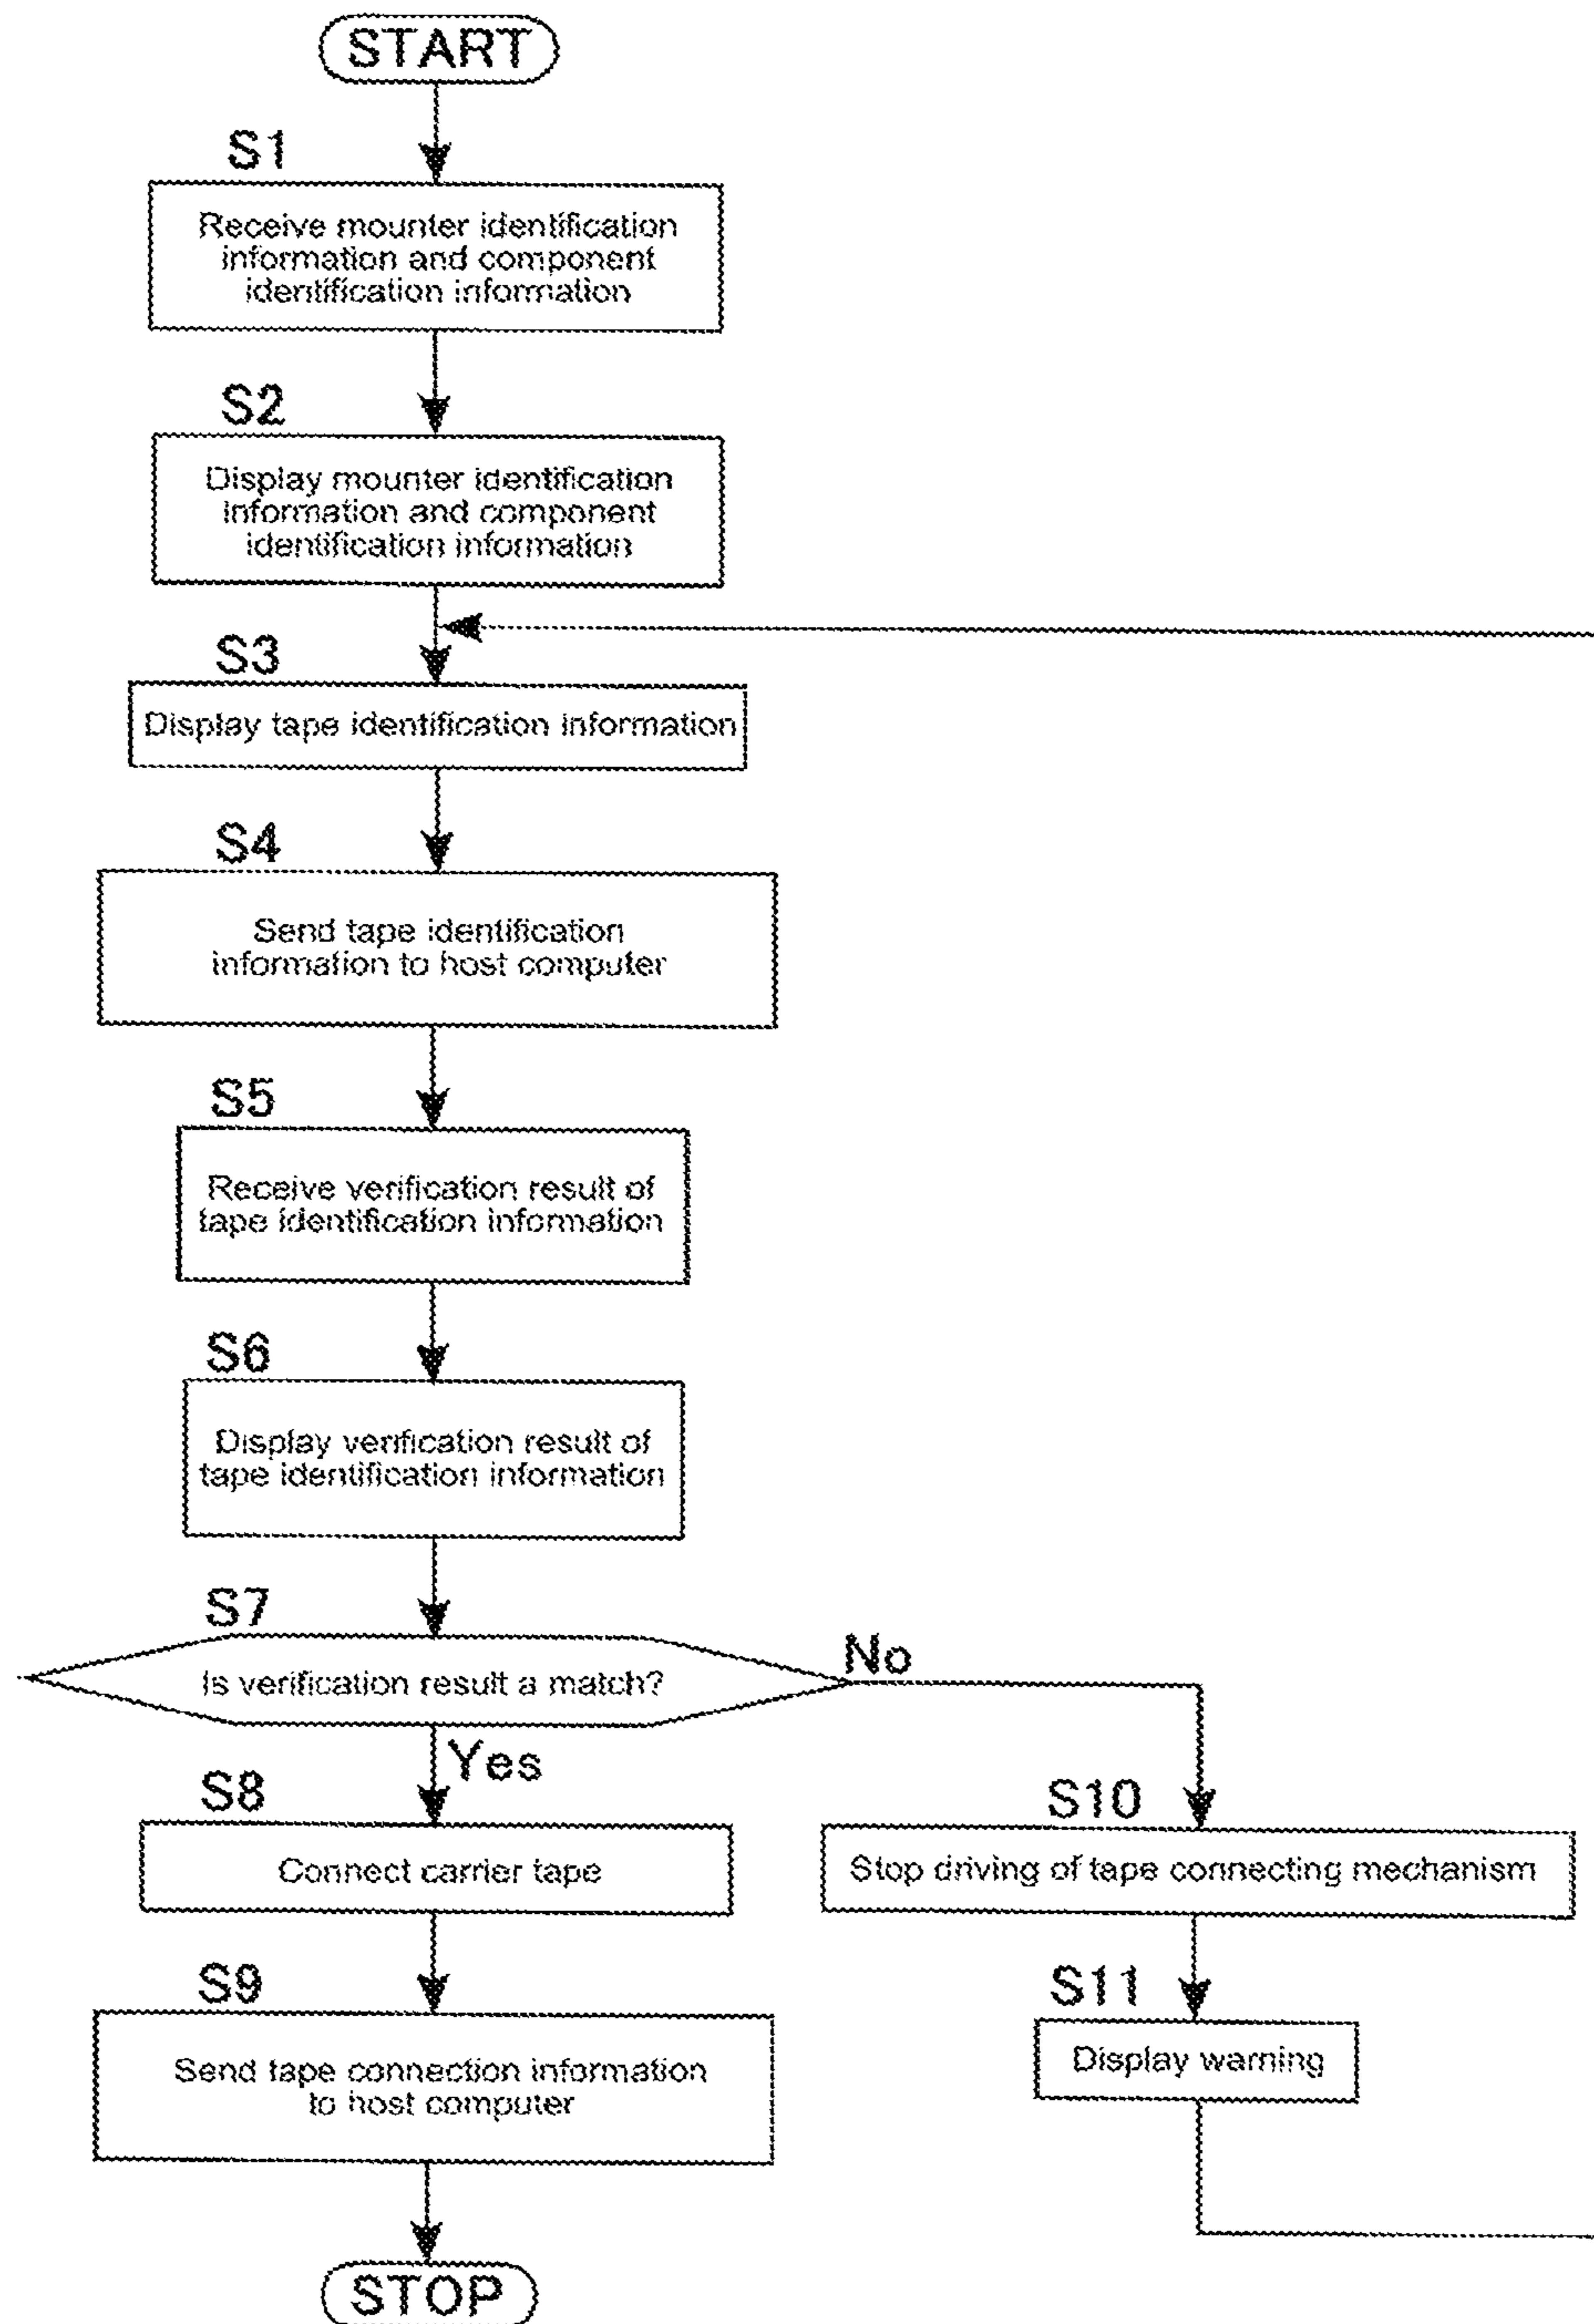 START
S1
Receive mounter identification
information and component
identification information
S2
Display mounter identification
information and component
identification information
S3
Display tape identification information
S4
Send tape identification
information to host computer
S5
Receive verification result of
tape identification information
S6
Display verification result of
tape identification information
S7
Is verification result a match?
No
Yes
S8
Connect carrier tape
S10
Stop driving of tape connecting mechanism
S9
Send tape connection information
to host computer
S11
Display warning
STOP